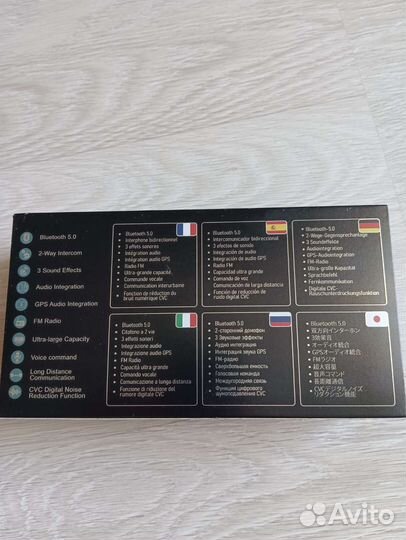 Bluetooth 5.0
2-Way Intercom
3 Sound Effects
Audio Integration
GPS Audio Integration
FM Radio
Ultra-large Capacity
Voice command
Long Distance
Communication
CVC Digital Noise
Reduction Function
Bluetooth 5.0
Interphone bidirectionnel
3 effets sonores
Intégration audio
Intégration audio GPS
Radio FM
Ultra-grande capacité.
Commande vocale
Communication interurbaine
Fonction de réduction du
bruit numérique CVC
Bluetooth 5.0
Intercomunicador bidireccional
3 efectos de sonido
Integración de audio
Integración de audio GPS
Radio FM
Capacidad ultra grande
Comando de voz
Comunicación de larga distancia
Función de reducción de
ruido digital CVC
Bluetooth-5.0
2-Wege-Gegensprechanlage
3 Soundeffekte
Audiointegration
GPS-Audiointegration
FM-Radio
Ultra-große Kapazität
Sprachbefehl
Fernkommunikation
Digitale CVC
Rauschunterdruckungsfunktion
Bluetooth 5.0
Citofono a 2 vie
3 effetti sonori
Integrazione audio
Integrazione audio GPS
FM Radio
Capacità ultra grande
Comando vocale
Comunicazione a lunga distanza
Funzione di riduzione del
rumore digitale CVC
Bluetooth 5.0
2-сторонний домофон
3 Звуковые эффекты
Аудио интеграция
Интеграция звука GPS
FM-радио
Сверхбольшая емкость
Голосовая команда
Междугородняя связь
Функция цифрового
шумоподавления CVC
Bluetooth 5.0
双方向インターホン
3効果音
オーディオ統合
GPSオーディオ統合
FMラジオ
超大容量
音声コマンド
長距離通信
CVCデジタルノイズ
リダクション機能
Avito